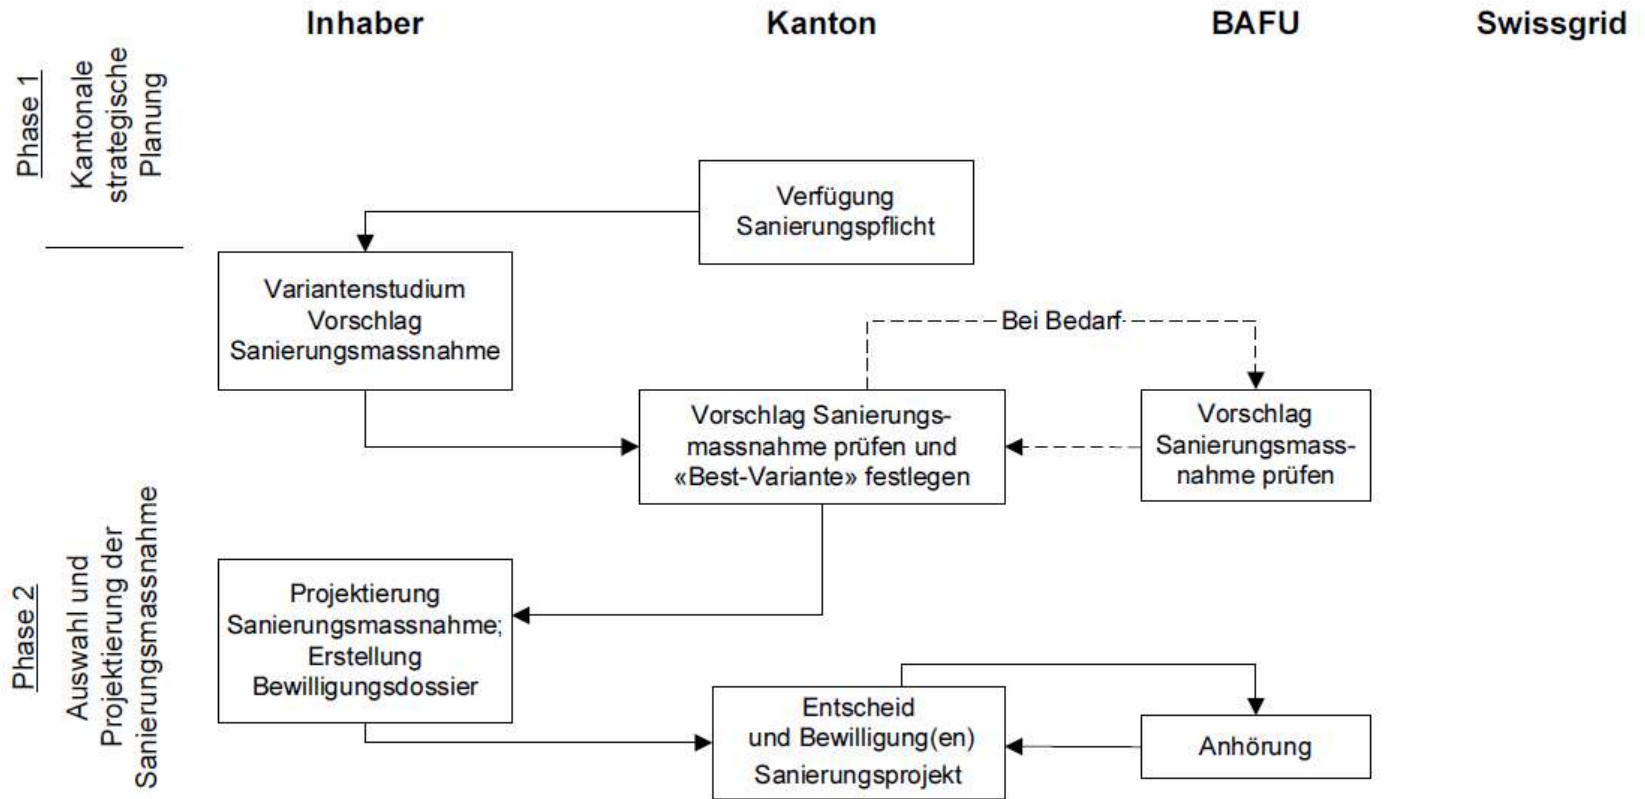 Inhaber
Kanton
BAFU
Swissgrid
Phase 1
Kantonale
strategische
Planung
Verfügung
Sanierungspflicht
Variantenstudium
Vorschlag
Sanierungsmassnahme
Bei Bedarf
Vorschlag Sanierungs-
massnahme prüfen und
«Best-Variante» festlegen
Vorschlag
Sanierungsmass-
nahme prüfen
Phase 2
Auswahl und
Projektierung der
Sanierungsmassnahme
Projektierung
Sanierungsmassnahme;
Erstellung
Bewilligungsdossier
Entscheid
und Bewilligung(en)
Sanierungsprojekt
Anhörung